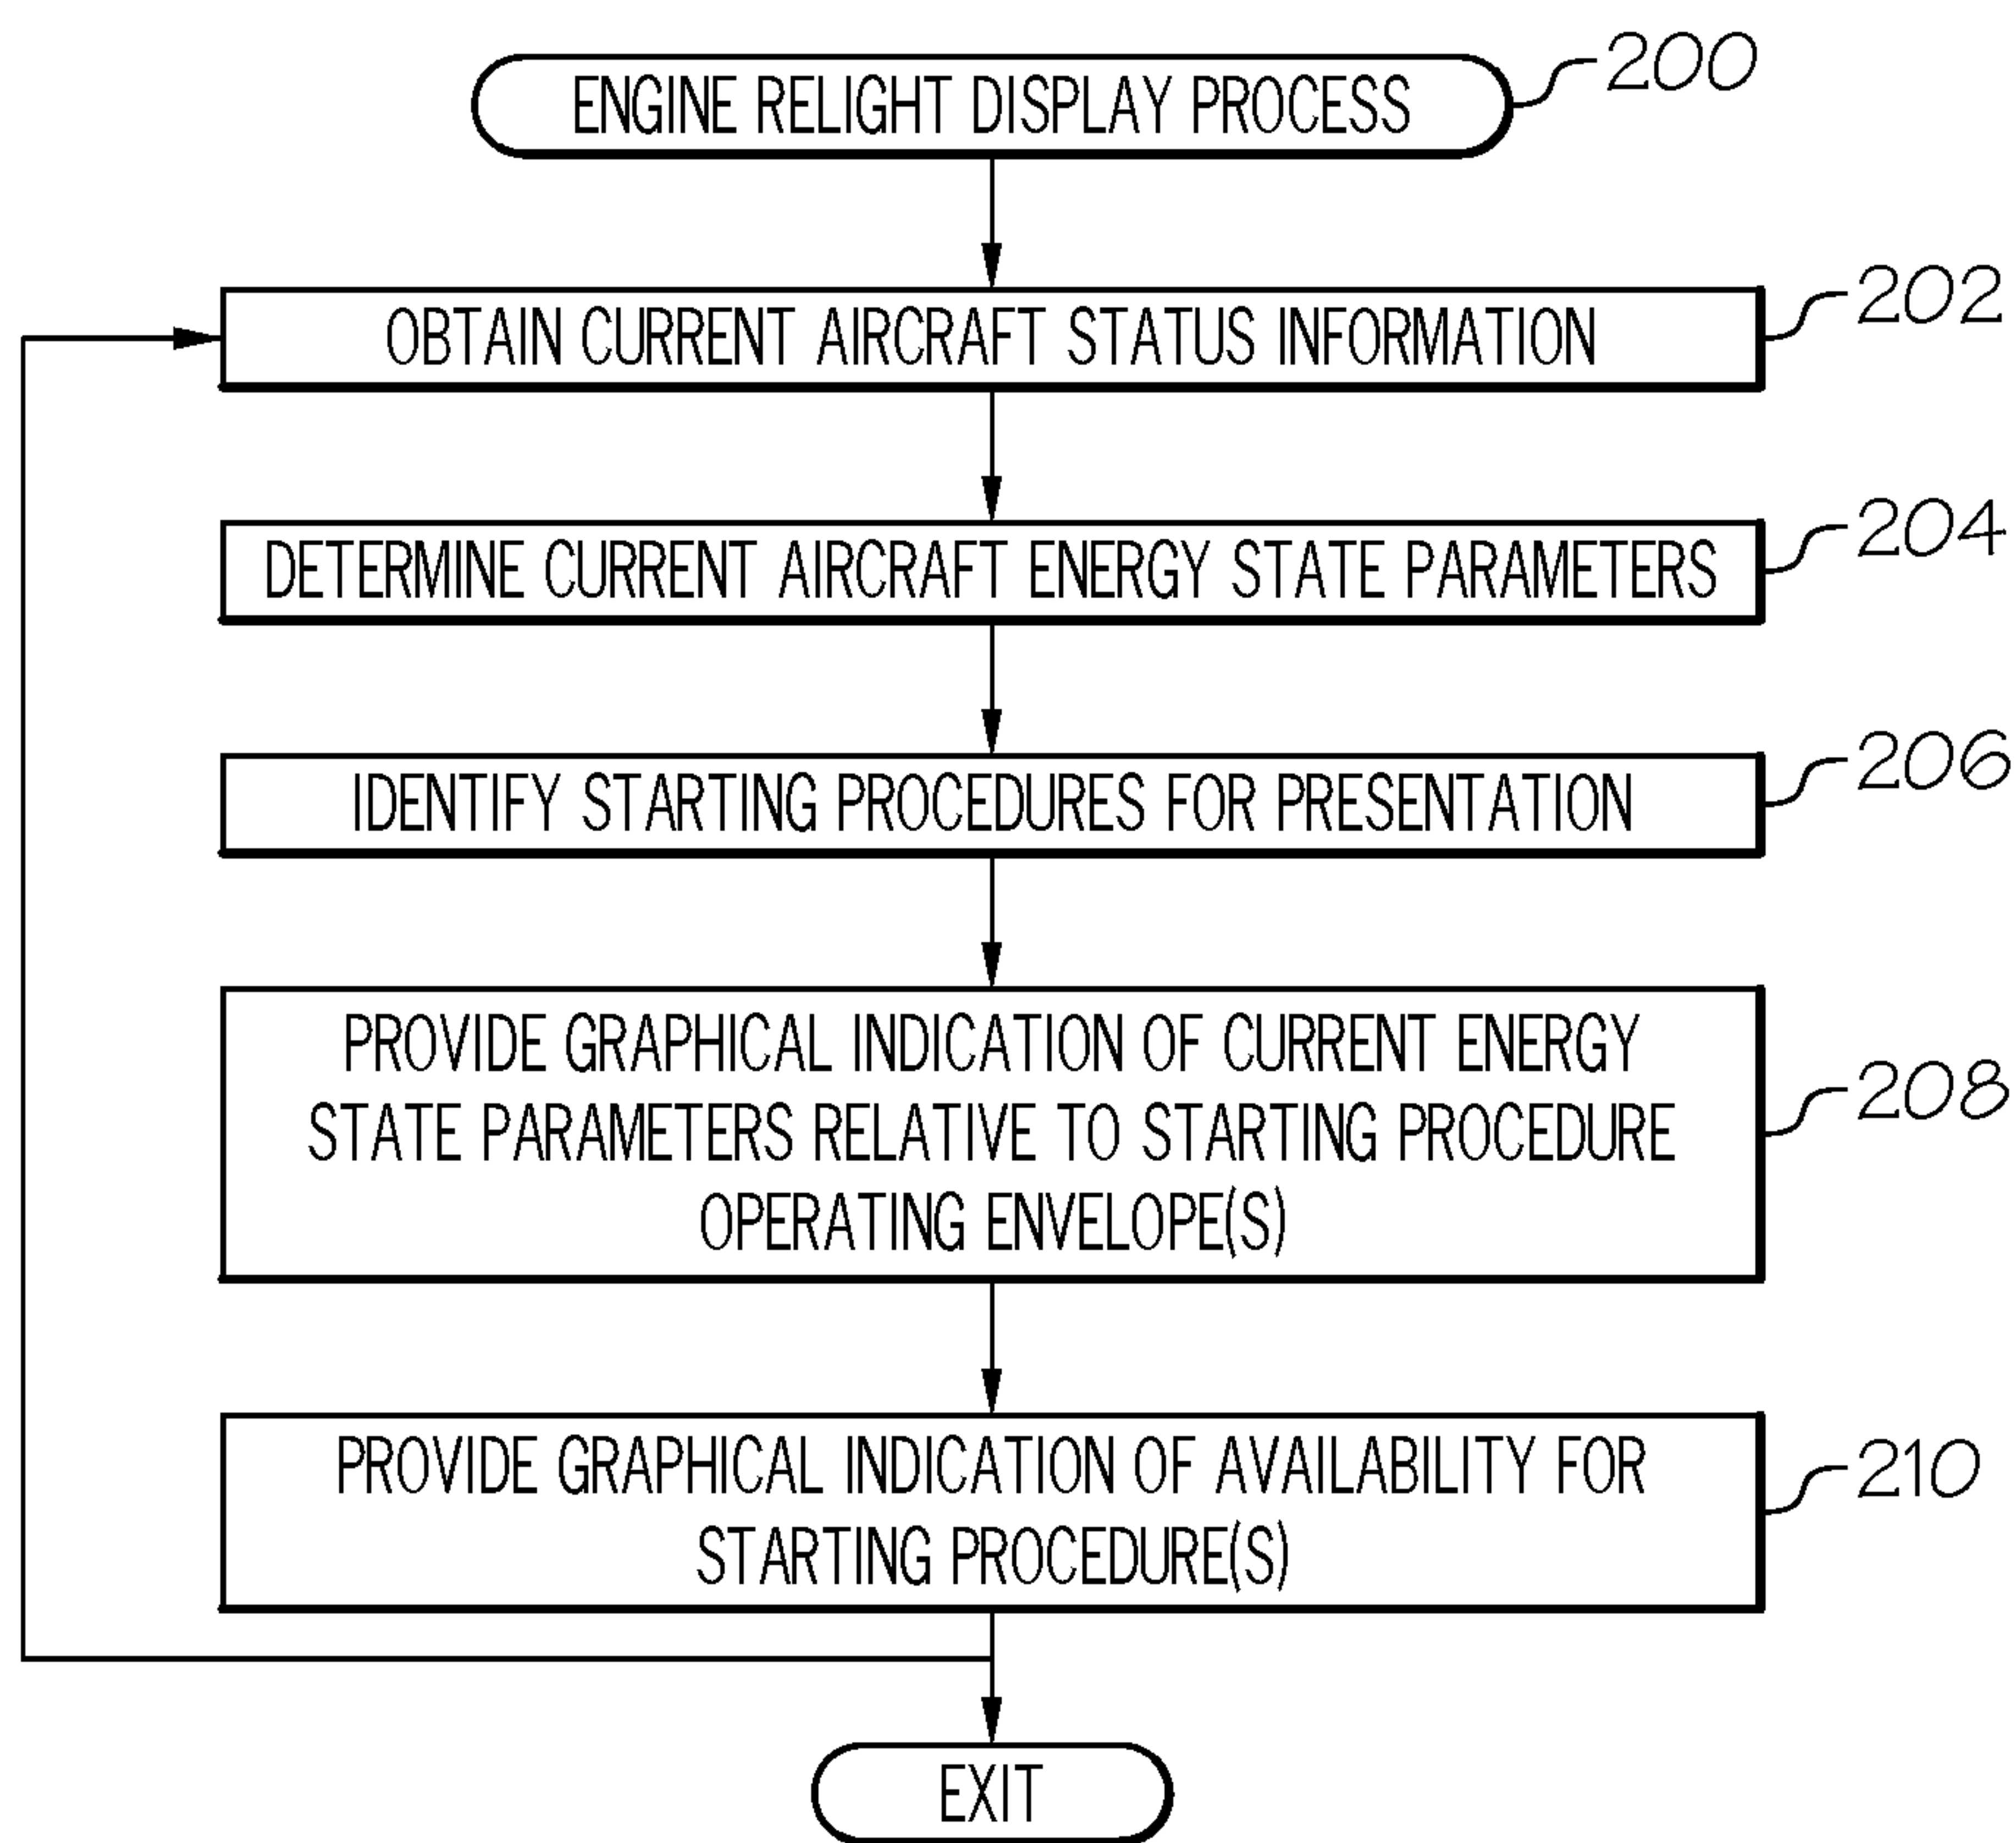 ENGINE RELIGHT DISPLAY PROCESS
200
OBTAIN CURRENT AIRCRAFT STATUS INFORMATION
202
DETERMINE CURRENT AIRCRAFT ENERGY STATE PARAMETERS
204
IDENTIFY STARTING PROCEDURES FOR PRESENTATION
206
PROVIDE GRAPHICAL INDICATION OF CURRENT ENERGY
STATE PARAMETERS RELATIVE TO STARTING PROCEDURE
OPERATING ENVELOPE(S)
208
PROVIDE GRAPHICAL INDICATION OF AVAILABILITY FOR
STARTING PROCEDURE(S)
210
EXIT